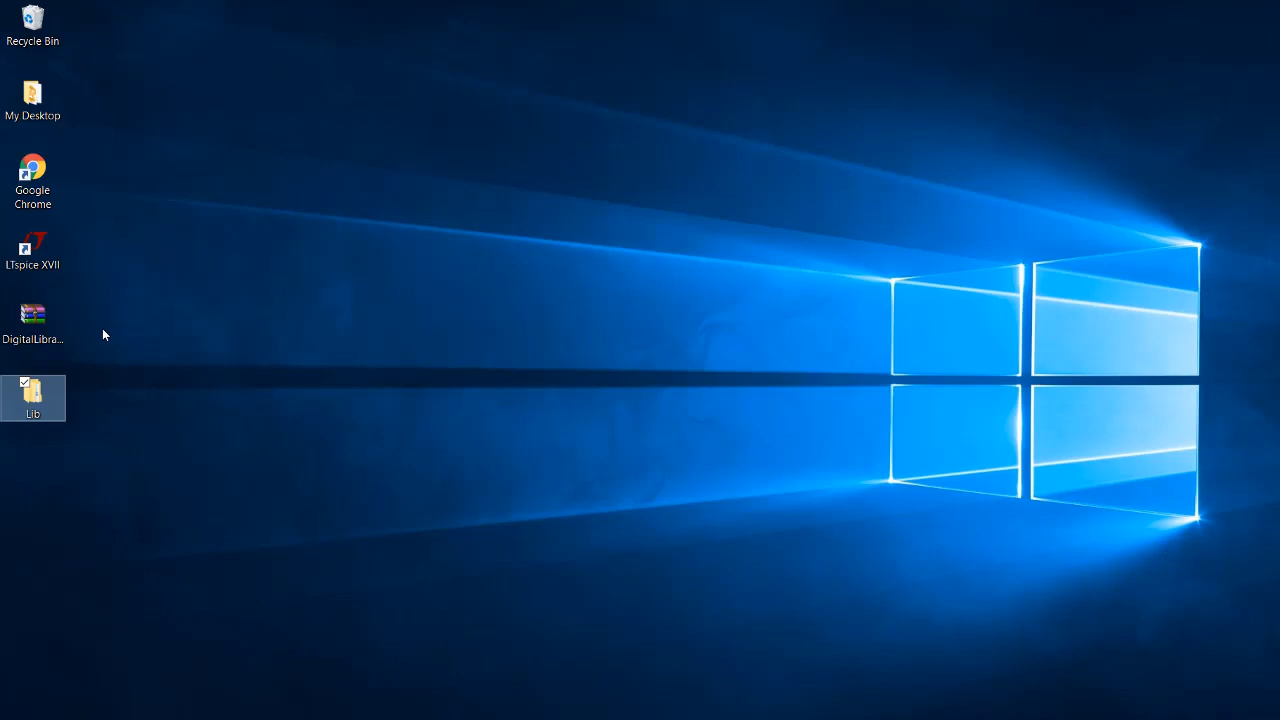 Recycle Bin
My Desktop
Google
Chrome
LTspice XVII
DigitalLibra...
Lib